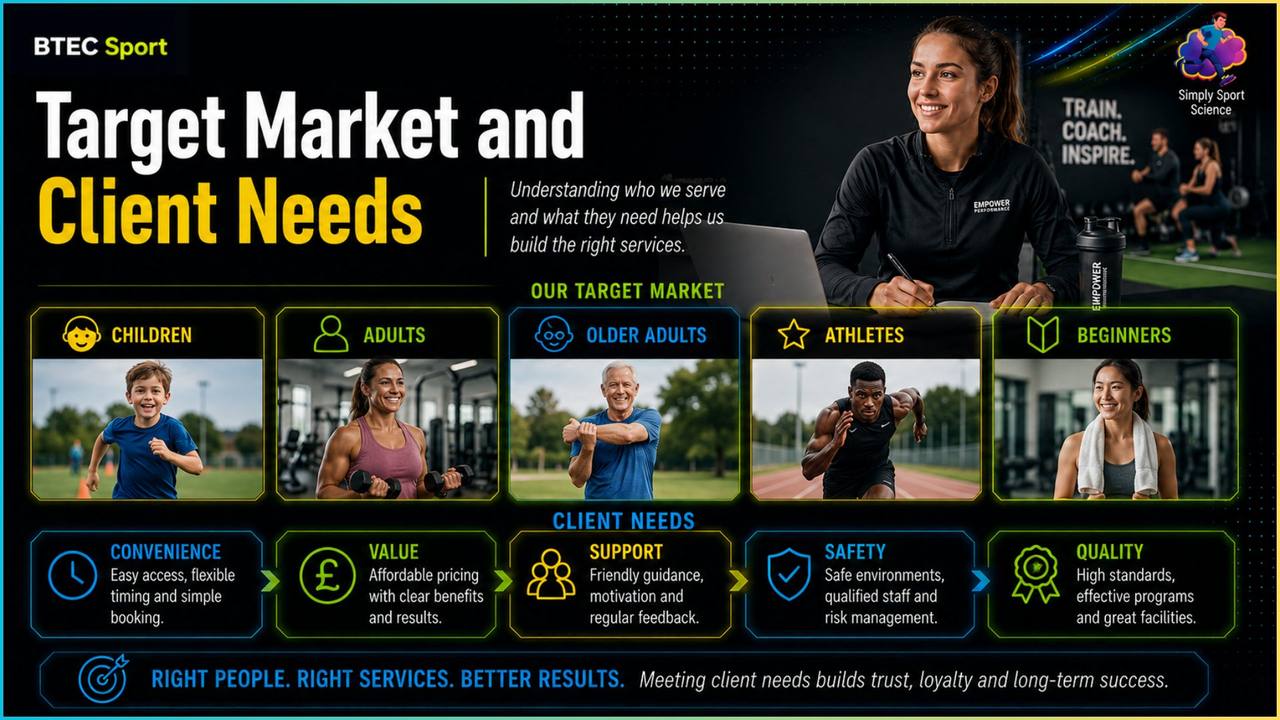 BTEC Sport
Simply Sport
Science
Target Market and
Client Needs
Understanding who we serve
and what they need helps us
build the right services.
TRAIN.
COACH.
INSPIRE.
EMPOWER
PERFORMANCE
EMPOWER
OUR TARGET MARKET
CHILDREN
ADULTS
OLDER ADULTS
ATHLETES
BEGINNERS
CLIENT NEEDS
CONVENIENCE
Easy access, flexible
timing and simple
booking.
VALUE
£
Affordable pricing
with clear benefits
and results.
SUPPORT
Friendly guidance,
motivation and
regular feedback.
SAFETY
Safe environments,
qualified staff and
risk management.
QUALITY
High standards,
effective programs
and great facilities.
RIGHT PEOPLE. RIGHT SERVICES. BETTER RESULTS. Meeting client needs builds trust, loyalty and long-term success.